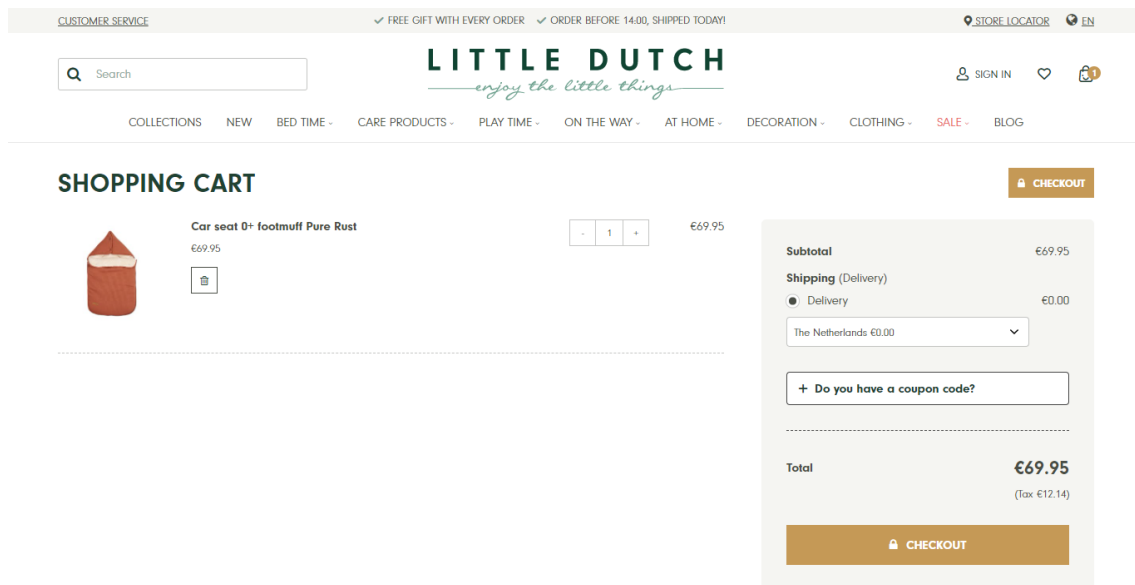 CUSTOMER SERVICE
FREE GIFT WITH EVERY ORDER ORDER BEFORE 14:00, SHIPPED TODAY!
STORE LOCATOR EN
Search
LITTLE DUTCH
enjoy the little things
SIGN IN
1
COLLECTIONS NEW BED TIME CARE PRODUCTS PLAY TIME ON THE WAY AT HOME DECORATION CLOTHING SALE BLOG
SHOPPING CART
CHECKOUT
Car seat 0+ footmuff Pure Rust
€69.95
- 1 +
€69.95
Subtotal €69.95
Shipping (Delivery)
Delivery €0.00
The Netherlands €0.00
+ Do you have a coupon code?
Total €69.95
(Tax €12.14)
CHECKOUT